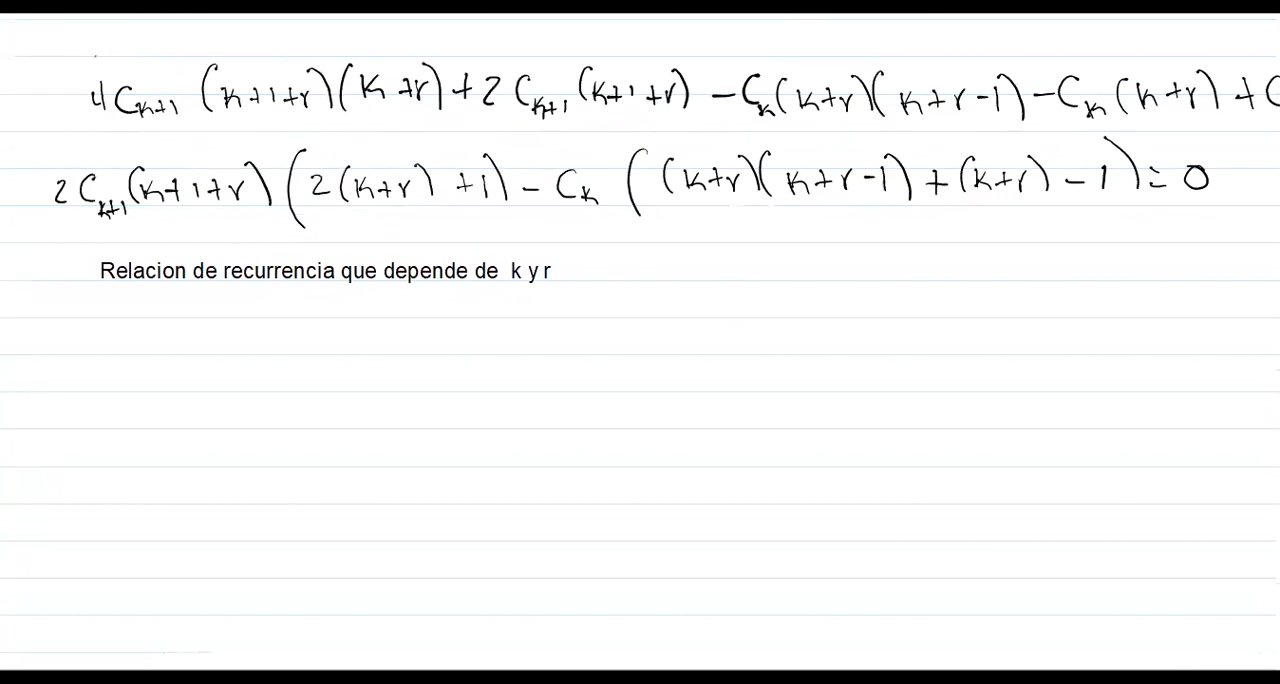 4C_{k+1} (k+1+r)(k+r)+2C_{k+1}(k+1+r) -C_k(k+r)(k+r-1)-C_k(k+r)+C
2C_{k+1}(k+1+r)(2(k+r)+1)-C_k((k+r)(k+r-1)+(k+r)-1)=0
Relacion de recurrencia que depende de k y r